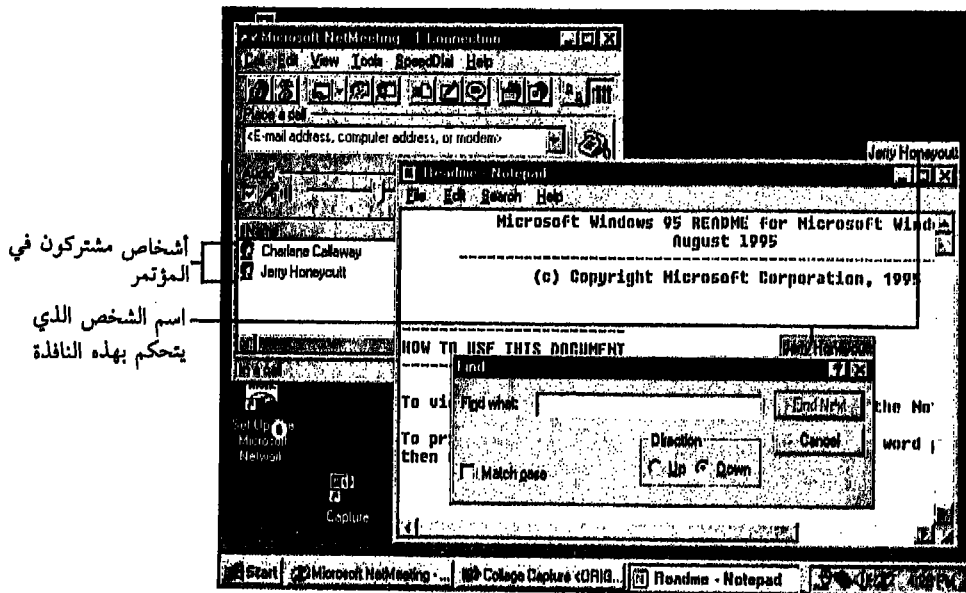 Microsoft NetMeeting - 1 Connection
Call Edit View Tools SpeedDial Help
Place a call
<E-mail address, computer address, or modem>
Jerry Honeycutt
Readme - Notepad
File Edit Search Help
Microsoft Windows 95 README for Microsoft Wind
August 1995
(c) Copyright Microsoft Corporation, 1995
أشخاص مشتركون في
المؤتمر
Charlene Callaway
Jerry Honeycutt
اسم الشخص الذي
يتحكم بهذه النافذة
HOW TO USE THIS DOCUMENT
Jerry Honeycutt
Find
To vi
the No
Find what:
Find Next
To pr
word
then
Direction
Cancel
Match case
Up Down
Set Up The
Microsoft
Network
Capture
Start
Microsoft NetMeeting - ...
Collage Capture <ORIG...
Readme - Notepad